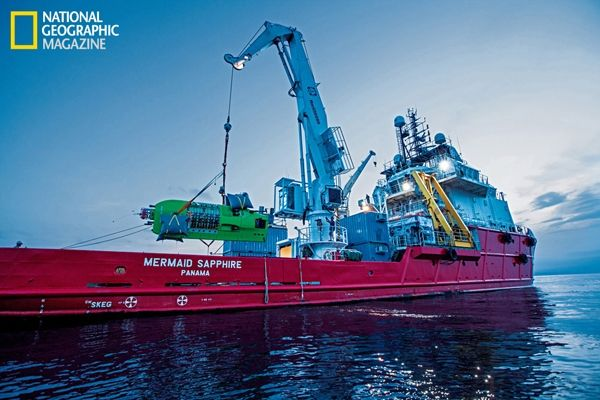 NATIONAL
GEOGRAPHIC
MAGAZINE
MERMAID SAPPHIRE
PANAMA
SKEG